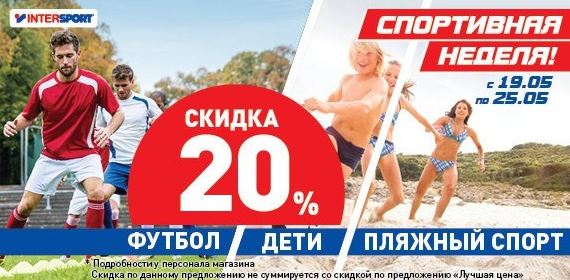 INTERSPORT
СПОРТИВНАЯ
НЕДЕЛЯ!
с 19.05
по 25.05
СКИДКА
20%
ФУТБОЛ / ДЕТИ / ПЛЯЖНЫЙ СПОРТ
* Подробности у персонала магазина
Скидка по данному предложению не суммируется со скидкой по предложению «Лучшая цена»